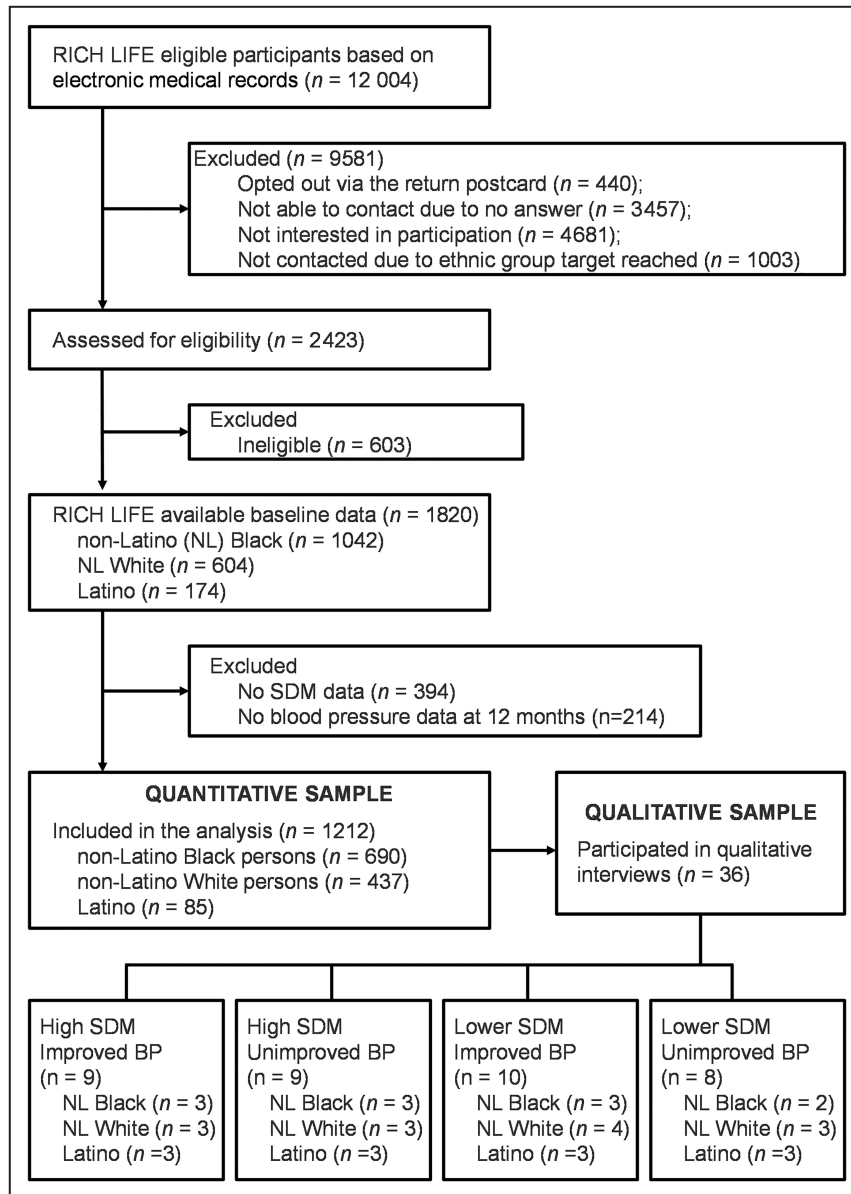 RICH LIFE eligible participants based on
electronic medical records (n = 12 004)
Excluded (n = 9581)
Opted out via the return postcard (n = 440);
Not able to contact due to no answer (n = 3457);
Not interested in participation (n = 4681);
Not contacted due to ethnic group target reached (n = 1003)
Assessed for eligibility (n = 2423)
Excluded
Ineligible (n = 603)
RICH LIFE available baseline data (n = 1820)
non-Latino (NL) Black (n = 1042)
NL White (n = 604)
Latino (n = 174)
Excluded
No SDM data (n = 394)
No blood pressure data at 12 months (n=214)
QUANTITATIVE SAMPLE
Included in the analysis (n = 1212)
non-Latino Black persons (n = 690)
non-Latino White persons (n = 437)
Latino (n = 85)
QUALITATIVE SAMPLE
Participated in qualitative
interviews (n = 36)
High SDM
Improved BP
(n = 9)
NL Black (n = 3)
NL White (n = 3)
Latino (n =3)
High SDM
Unimproved BP
(n = 9)
NL Black (n = 3)
NL White (n = 3)
Latino (n =3)
Lower SDM
Improved BP
(n = 10)
NL Black (n = 3)
NL White (n = 4)
Latino (n =3)
Lower SDM
Unimproved BP
(n = 8)
NL Black (n = 2)
NL White (n = 3)
Latino (n =3)